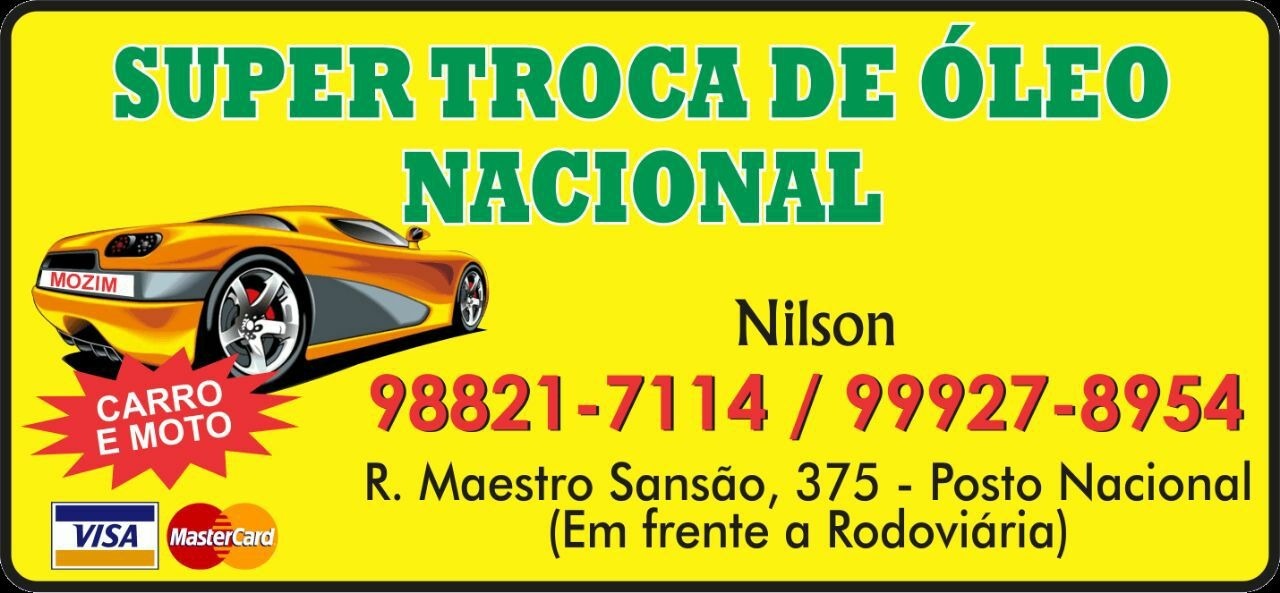 SUPER TROCA DE ÓLEO
NACIONAL
MOZIM
Nilson
CARRO
E MOTO
98821-7114 / 99927-8954
R. Maestro Sansão, 375 - Posto Nacional
(Em frente a Rodoviária)
VISA
MasterCard